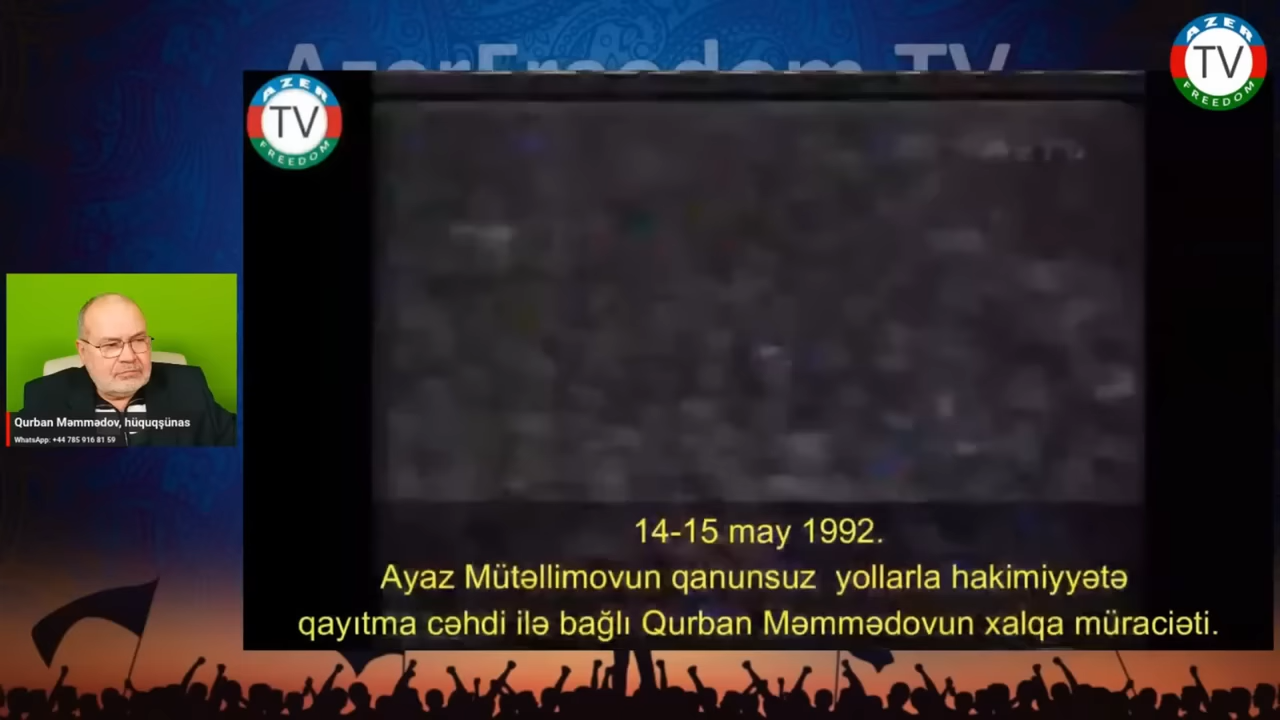 AzerFreedom TV
AZER
TV
FREEDOM
AZER
TV
FREEDOM
Qurban Məmmədov, hüquqşünas
WhatsApp: +44 785 916 81 59
14-15 may 1992.
Ayaz Mütəllimovun qanunsuz yollarla hakimiyyətə
qayıtma cəhdi ilə bağlı Qurban Məmmədovun xalqa müraciəti.